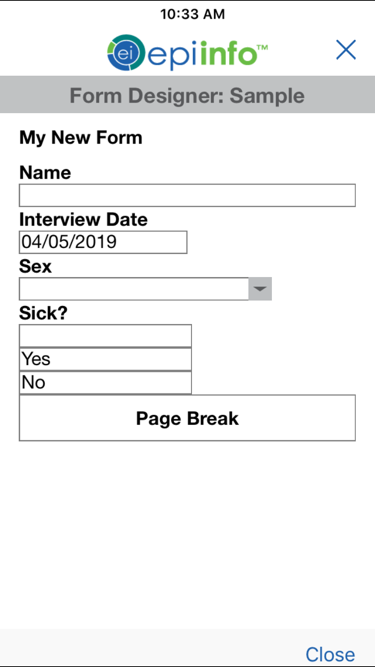 10:33 AM
ei epiinfo™
Form Designer: Sample
My New Form
Name
Interview Date
04/05/2019
Sex
Sick?
Yes
No
Page Break
Close